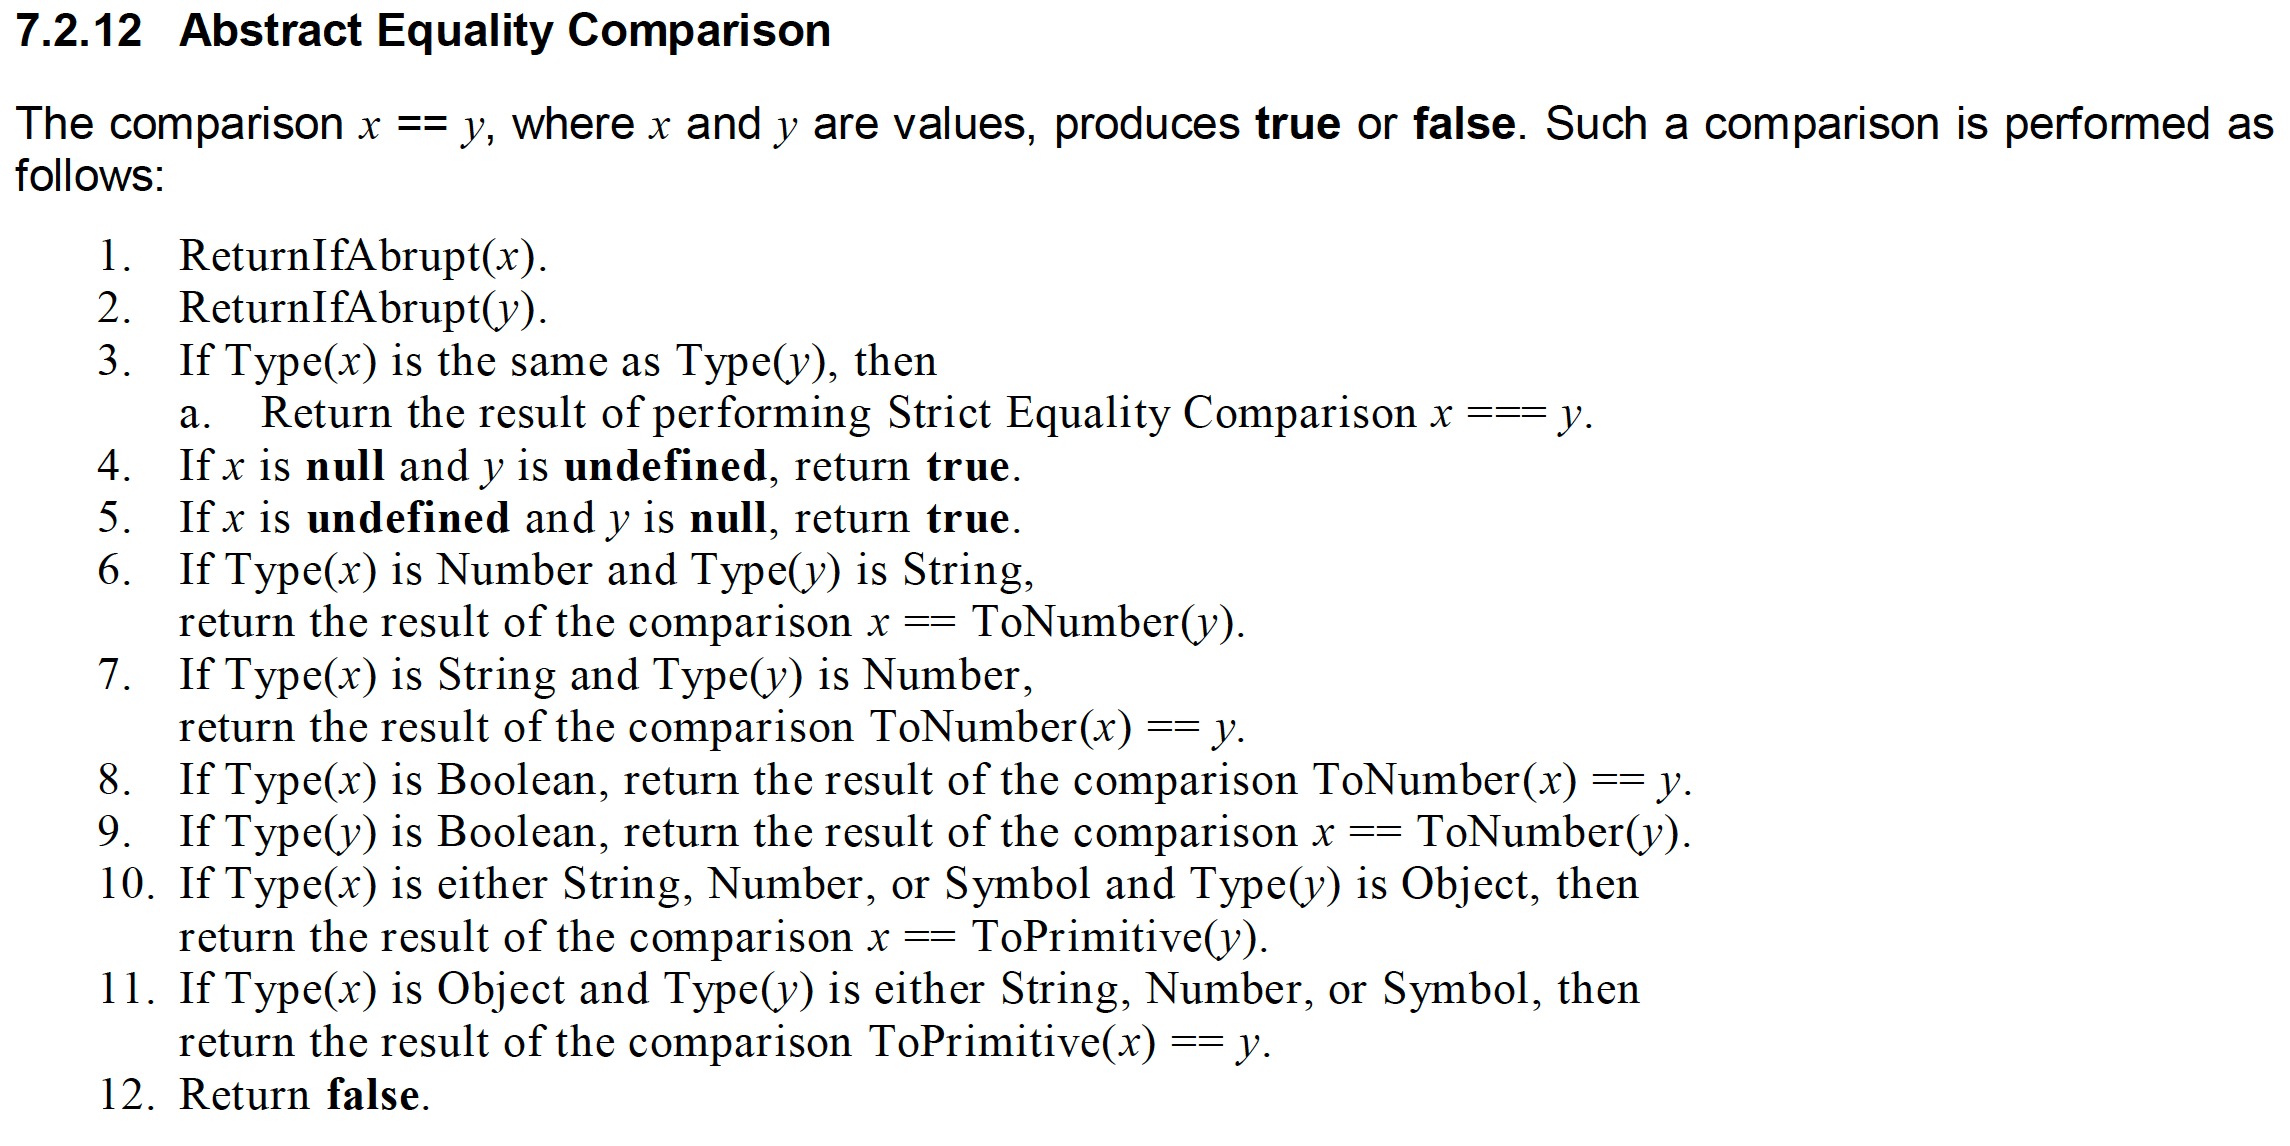 7.2.12 Abstract Equality Comparison
The comparison x == y, where x and y are values, produces true or false. Such a comparison is performed as
follows:
1. ReturnIfAbrupt(x).
2. ReturnIfAbrupt(y).
3. If Type(x) is the same as Type(y), then
a. Return the result of performing Strict Equality Comparison x === y.
4. If x is null and y is undefined, return true.
5. If x is undefined and y is null, return true.
6. If Type(x) is Number and Type(y) is String,
return the result of the comparison x == ToNumber(y).
7. If Type(x) is String and Type(y) is Number,
return the result of the comparison ToNumber(x) == y.
8. If Type(x) is Boolean, return the result of the comparison ToNumber(x) == y.
9. If Type(y) is Boolean, return the result of the comparison x == ToNumber(y).
10. If Type(x) is either String, Number, or Symbol and Type(y) is Object, then
return the result of the comparison x == ToPrimitive(y).
11. If Type(x) is Object and Type(y) is either String, Number, or Symbol, then
return the result of the comparison ToPrimitive(x) == y.
12. Return false.